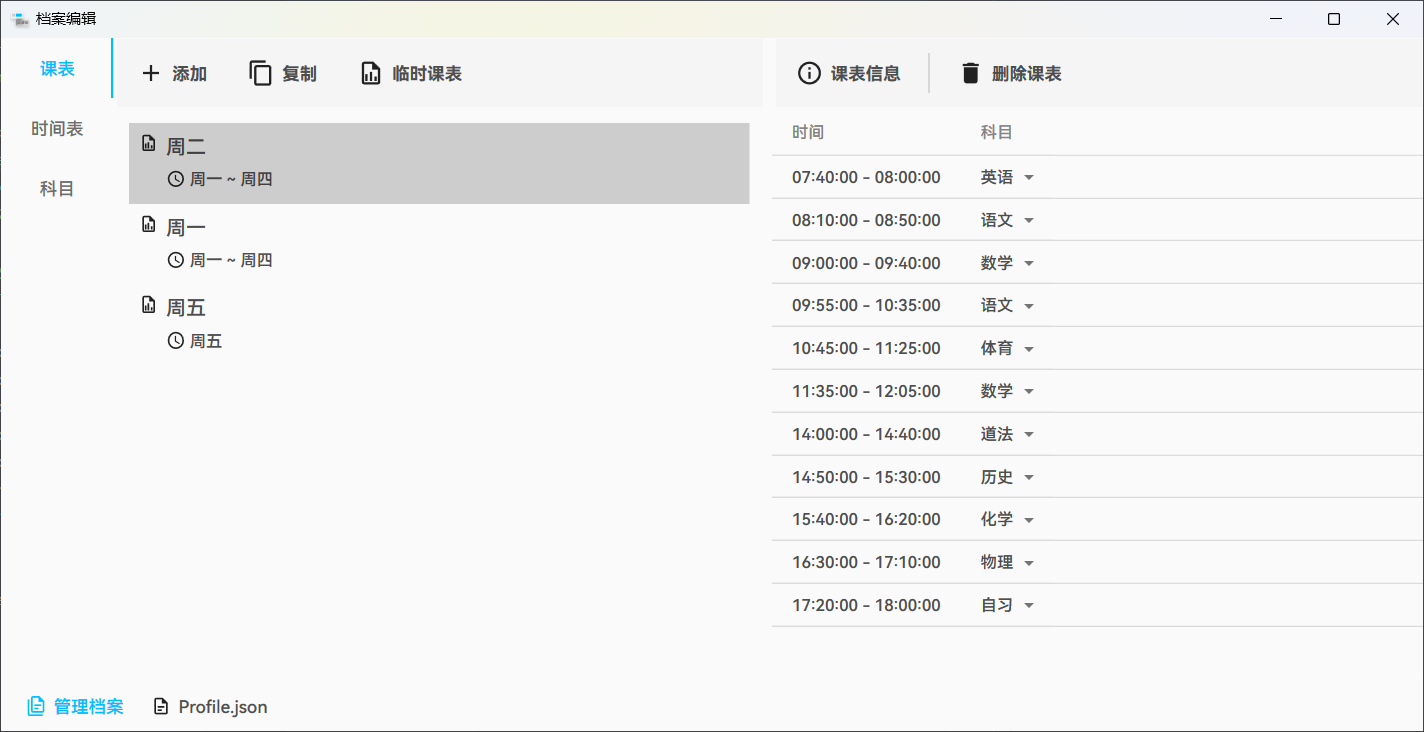 档案编辑
课表
时间表
科目
添加 复制 临时课表
周二
周一 ~ 周四
周一
周一 ~ 周四
周五
周五
课表信息 删除课表
时间 科目
07:40:00 - 08:00:00 英语
08:10:00 - 08:50:00 语文
09:00:00 - 09:40:00 数学
09:55:00 - 10:35:00 语文
10:45:00 - 11:25:00 体育
11:35:00 - 12:05:00 数学
14:00:00 - 14:40:00 道法
14:50:00 - 15:30:00 历史
15:40:00 - 16:20:00 化学
16:30:00 - 17:10:00 物理
17:20:00 - 18:00:00 自习
管理档案 Profile.json